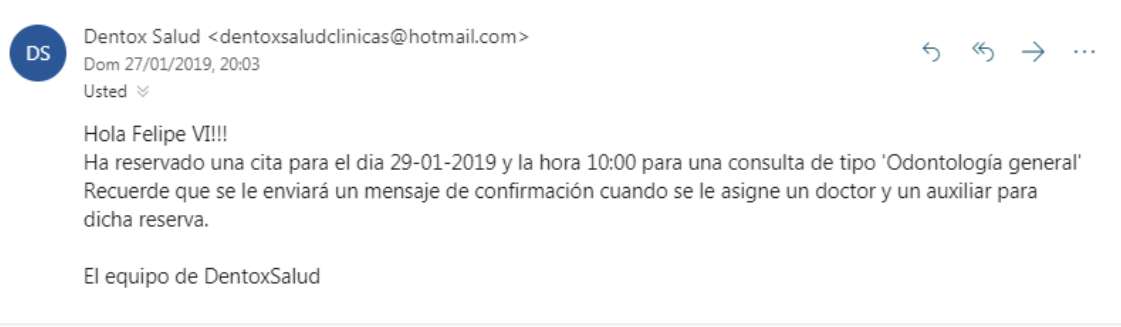 DS
Dentox Salud <dentoxsaludclinicas@hotmail.com>
Dom 27/01/2019, 20:03
Usted
Hola Felipe VI!!!
Ha reservado una cita para el dia 29-01-2019 y la hora 10:00 para una consulta de tipo 'Odontología general'
Recuerde que se le enviará un mensaje de confirmación cuando se le asigne un doctor y un auxiliar para
dicha reserva.
El equipo de DentoxSalud